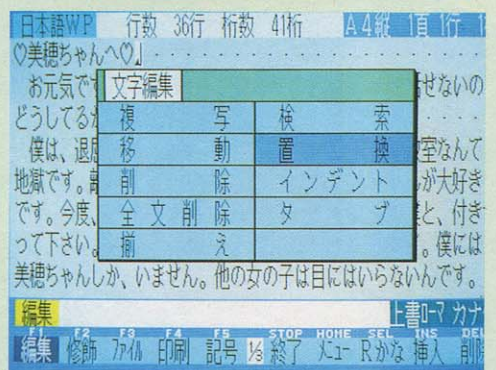 日本語WP 行数 36行 桁数 41桁 A4縦 1頁 1行
♡美穂ちゃんへ♡」
お元気で
文字編集
せないの
どうしてる
複写 検索
僕は、退
移動 置換
室なんて
地獄です。
削除 インデント
が大好き
です。今度、
全文削除 タブ
と、付き
って下さい。
揃え
。僕には
美穂ちゃんしか、いません。他の女の子は目にはいらないんです。
編集 上書ローマ カナ
F1 F2 F3 F4 F5 STOP HOME SEL INS DEL
編集 修飾 ファイル 印刷 記号 1/3 終了 メニュー Rかな 挿入 削除